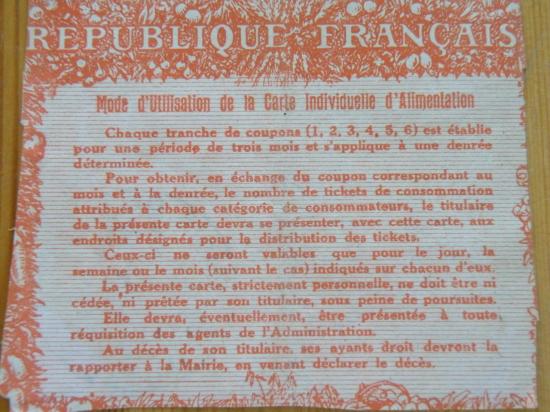 REPUBLIQUE FRANÇAIS
Mode d'Utilisation de la Carte Individuelle d'Alimentation
Chaque tranche de coupons (1, 2, 3, 4, 5, 6) est établie
pour une période de trois mois et s'applique à une denrée
déterminée.
Pour obtenir, en échange du coupon correspondant au
mois et à la denrée, le nombre de tickets de consommation
attribués à chaque catégorie de consommateurs, le titulaire
de la présente carte devra se présenter, avec cette carte, aux
endroits désignés pour la distribution des tickets.
Ceux-ci ne seront valables que pour le jour, la
semaine ou le mois (suivant le cas) indiqués sur chacun d'eux.
La présente carte, strictement personnelle, ne doit être ni
cédée, ni prêtée par son titulaire, sous peine de poursuites.
Elle devra, éventuellement, être présentée à toute
réquisition des agents de l'Administration.
Au décès de son titulaire, ses ayants droit devront la
rapporter à la Mairie, en venant déclarer le décès.